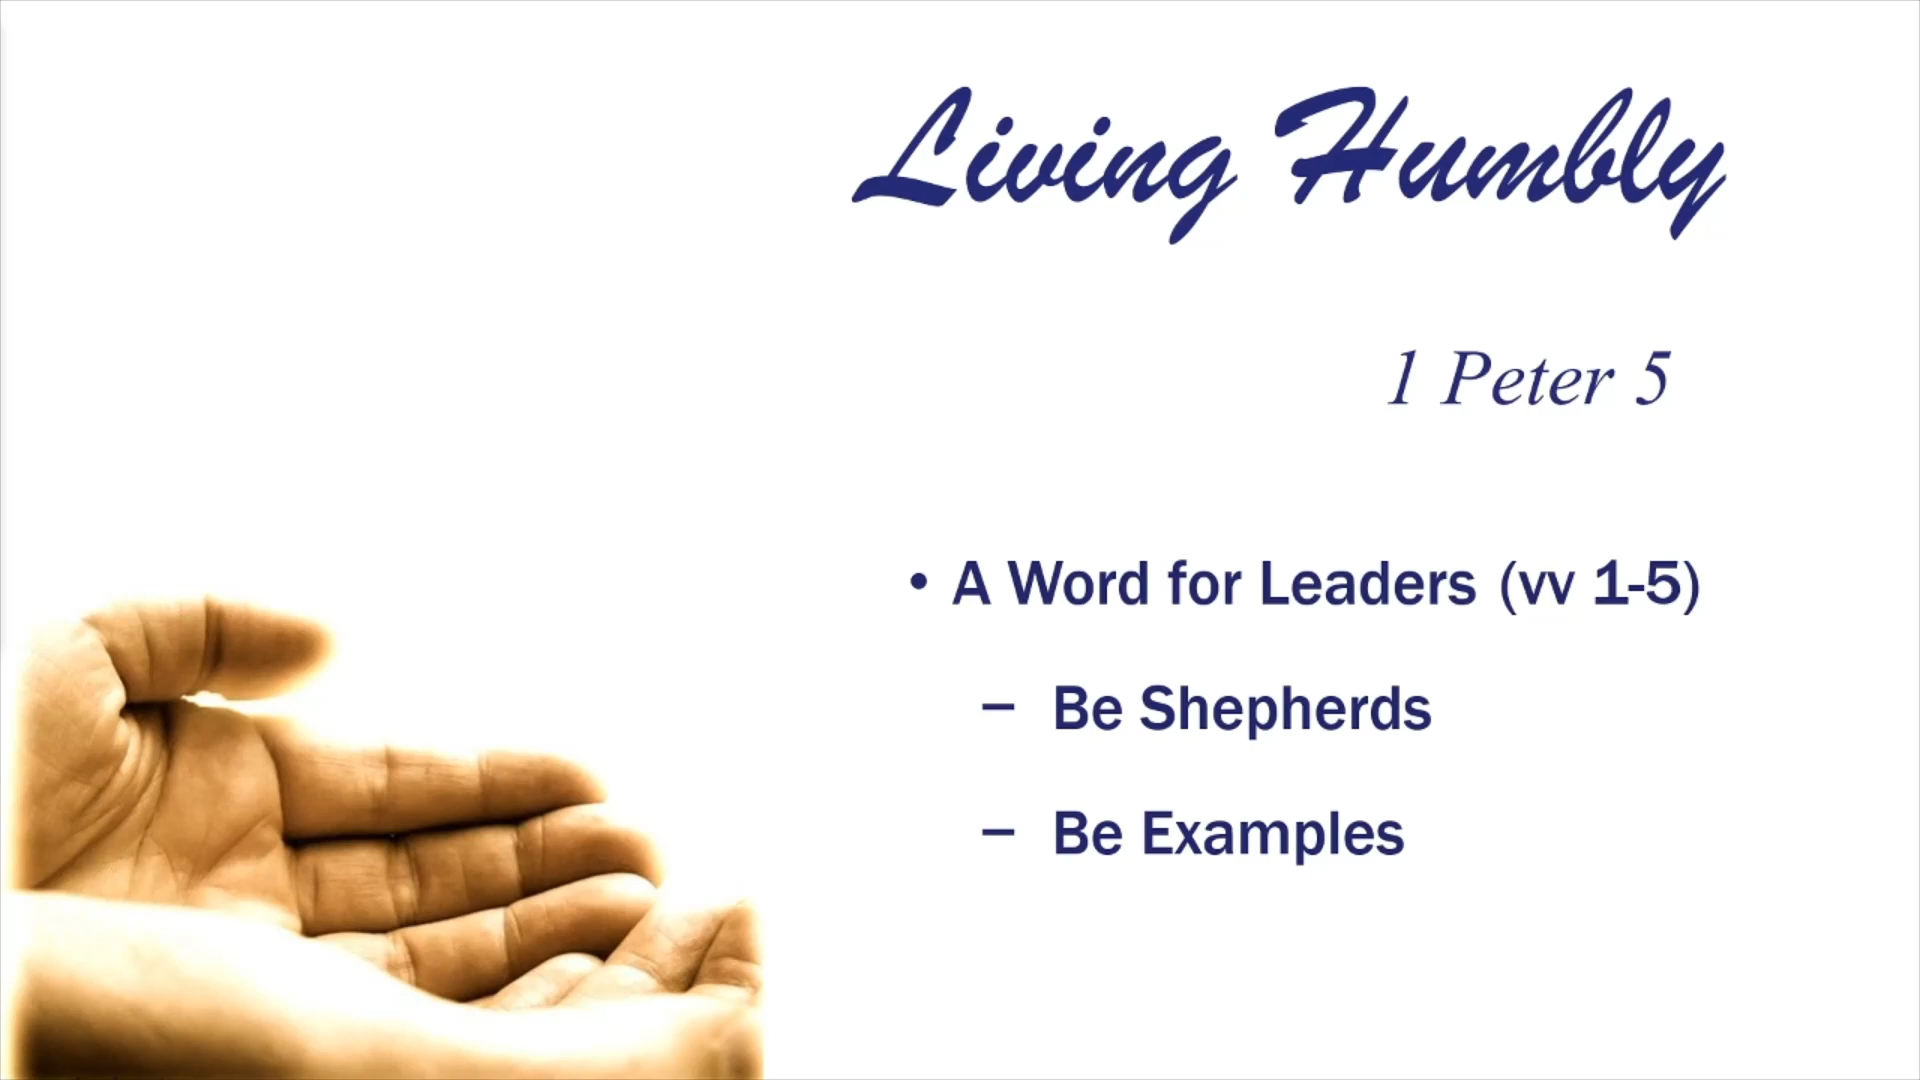 Living Humbly
1 Peter 5
• A Word for Leaders (vv 1-5)
– Be Shepherds
– Be Examples